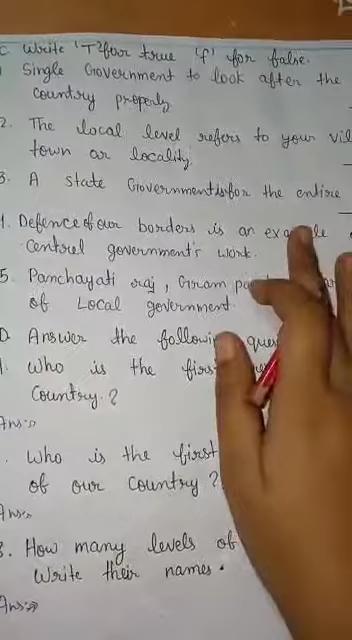 C. Write 'T' for true 'f' for false.
Single Government to look after the
country properly
2. The local level refers to your
town or locality.
3. A state Government is for the entire
4. Defence of our borders is an example
central government's work.
5. Panchayati raj, Gram
of Local government.
D. Answer the following
1. Who is the first
Country.?
Ans:→
. Who is the first
of our country?
Ans→
3. How many levels of
Write their names.
Ans:→